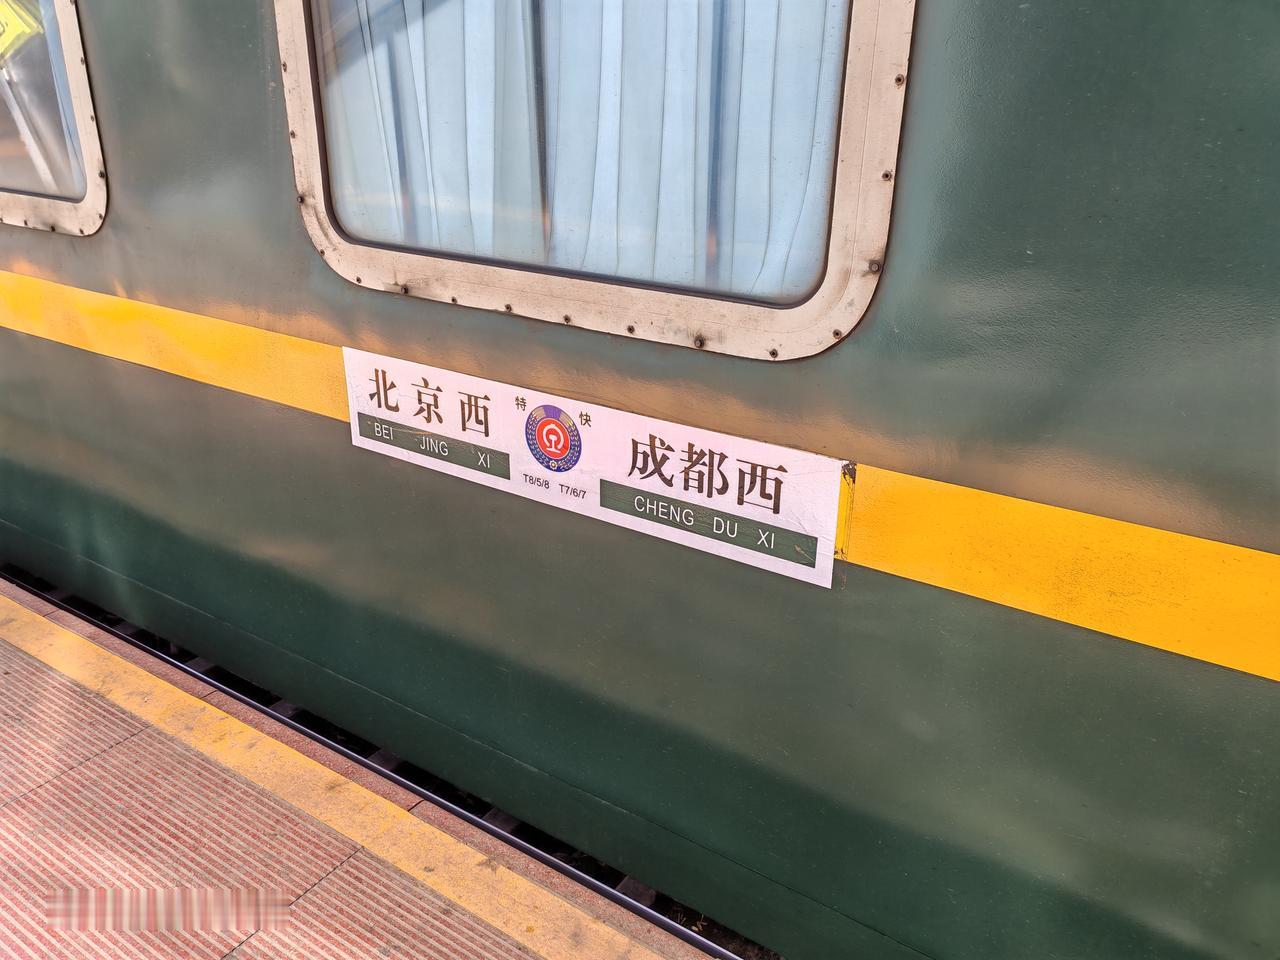 北京西
BEI JING XI
特 快
T8/5/8 T7/6/7
成都西
CHENG DU XI